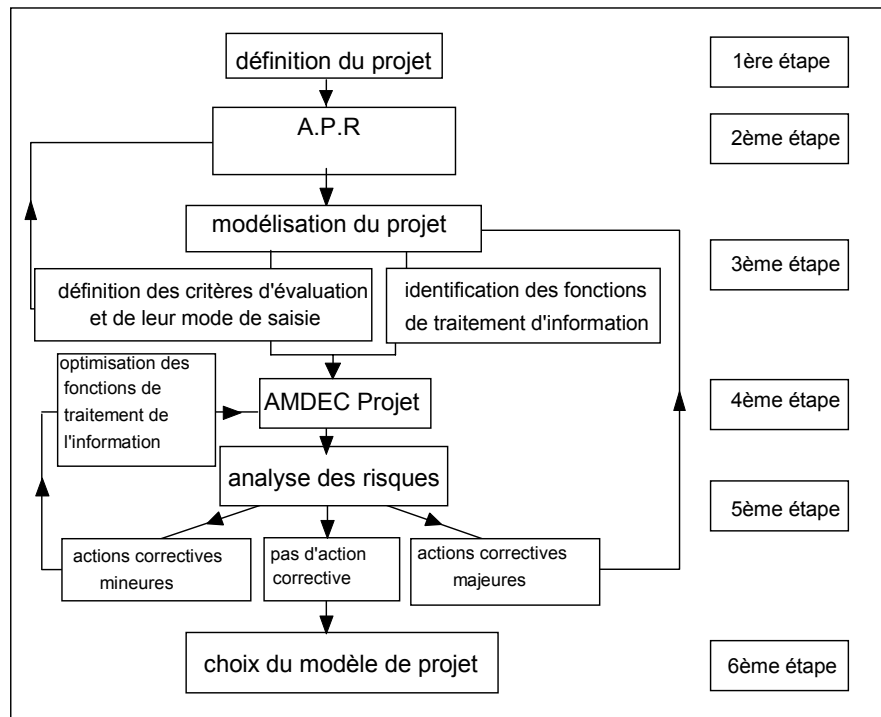 définition du projet
1ère étape
A.P.R
2ème étape
modélisation du projet
3ème étape
définition des critères d'évaluation
et de leur mode de saisie
identification des fonctions
de traitement d'information
optimisation des
fonctions de
traitement de
l'information
AMDEC Projet
4ème étape
analyse des risques
5ème étape
actions correctives
mineures
pas d'action
corrective
actions correctives
majeures
choix du modèle de projet
6ème étape